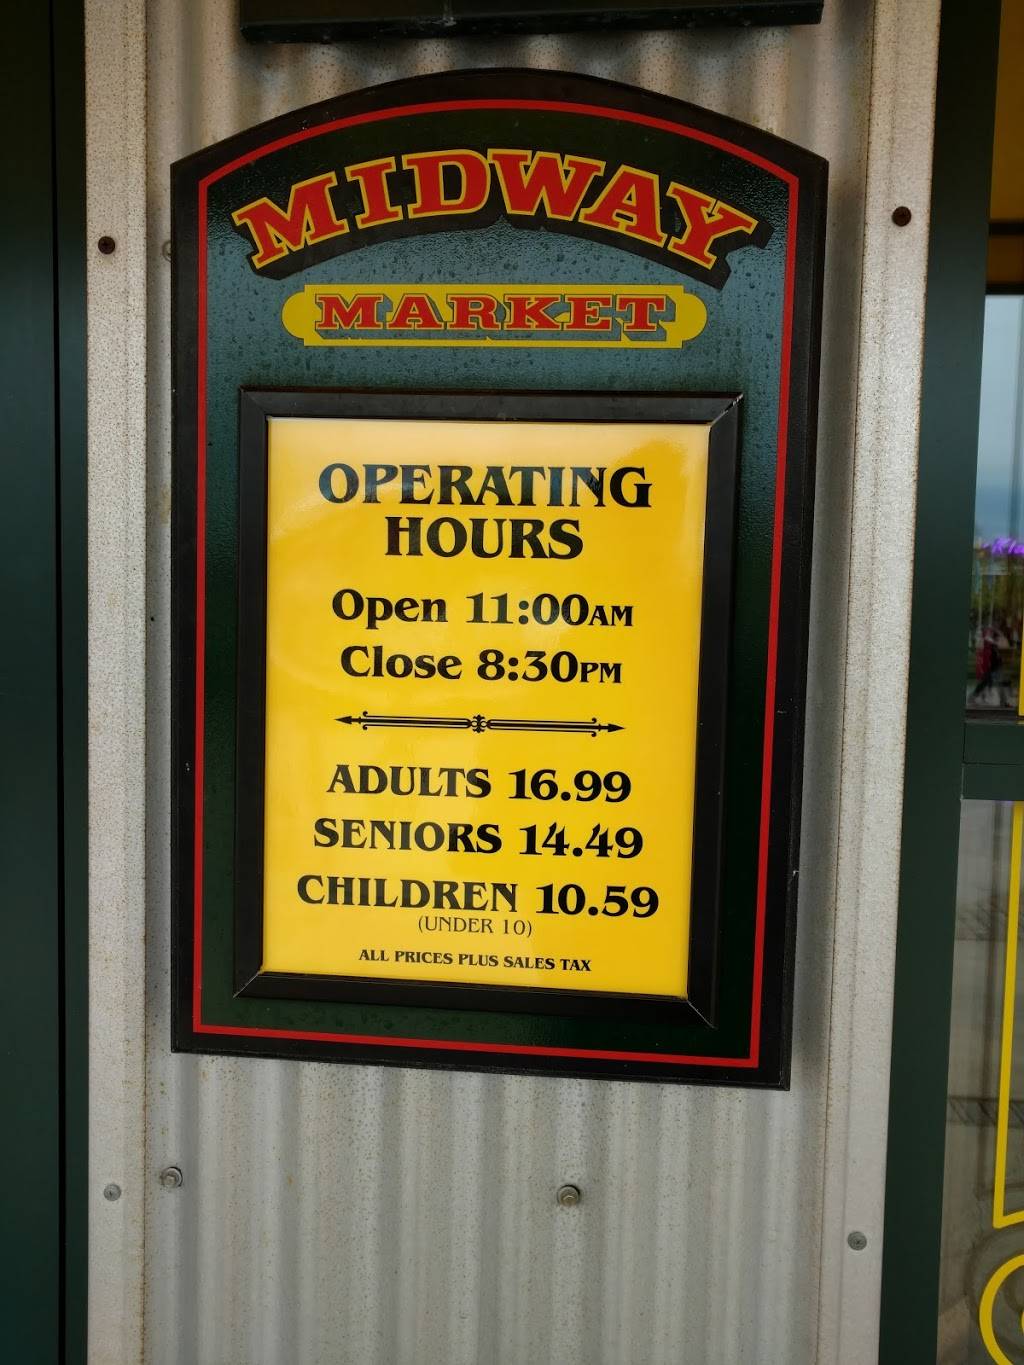 MIDWAY
MARKET
OPERATING
HOURS
Open 11:00AM
Close 8:30PM
ADULTS 16.99
SENIORS 14.49
CHILDREN 10.59
(UNDER 10)
ALL PRICES PLUS SALES TAX